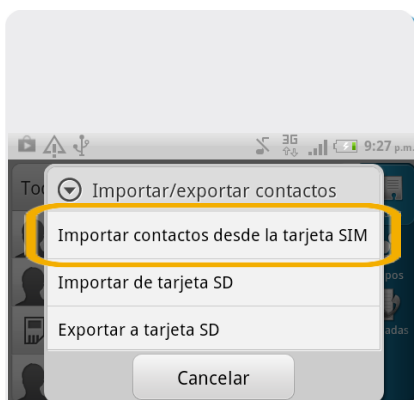 3G
9:27 p.m.
Importar/exportar contactos
Importar contactos desde la tarjeta SIM
Importar de tarjeta SD
Exportar a tarjeta SD
Cancelar